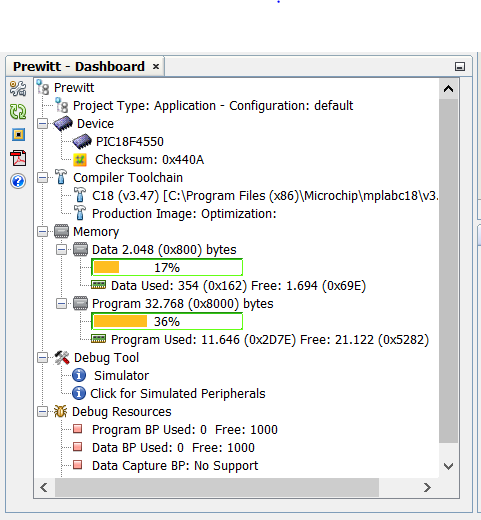 Prewitt - Dashboard ×
Prewitt
Project Type: Application - Configuration: default
Device
PIC18F4550
Checksum: 0x440A
Compiler Toolchain
C18 (v3.47) [C:\Program Files (x86)\Microchip\mplabc18\v3.
Production Image: Optimization:
Memory
Data 2.048 (0x800) bytes
17%
Data Used: 354 (0x162) Free: 1.694 (0x69E)
Program 32.768 (0x8000) bytes
36%
Program Used: 11.646 (0x2D7E) Free: 21.122 (0x5282)
Debug Tool
Simulator
Click for Simulated Peripherals
Debug Resources
Program BP Used: 0 Free: 1000
Data BP Used: 0 Free: 1000
Data Capture BP: No Support